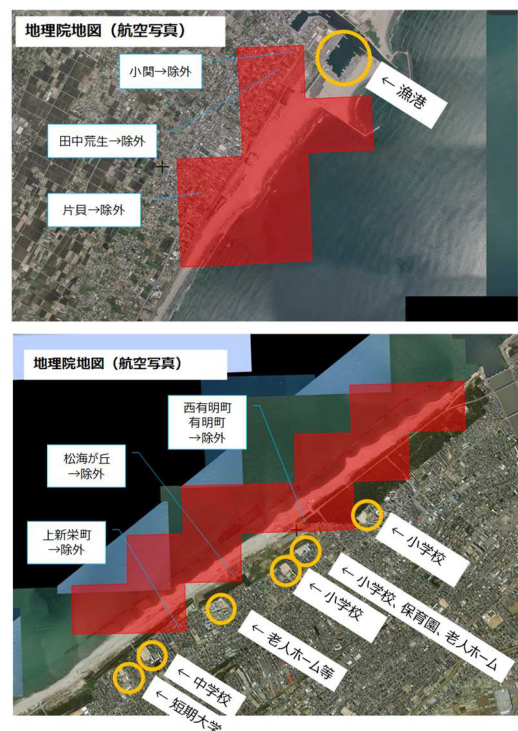 地理院地図（航空写真）
小関→除外
← 漁港
田中荒生→除外
片貝→除外
地理院地図（航空写真）
西有明町
有明町
→除外
松海が丘
→除外
上新栄町
→除外
← 小学校
← 小学校、保育園、老人ホーム
← 小学校
← 老人ホーム等
← 中学校
← 短期大学